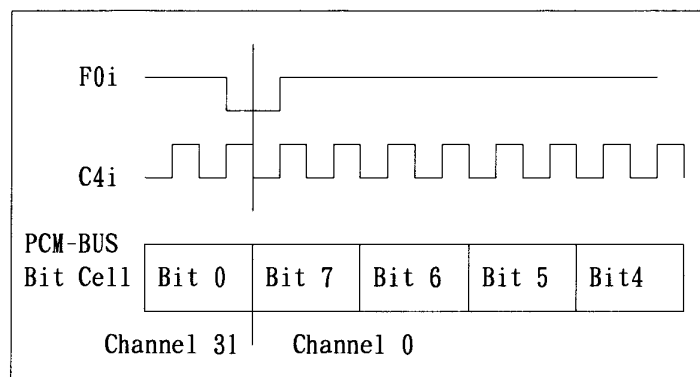 F0i
C4i
PCM-BUS
Bit Cell
Bit 0
Bit 7
Bit 6
Bit 5
Bit4
Channel 31
Channel 0